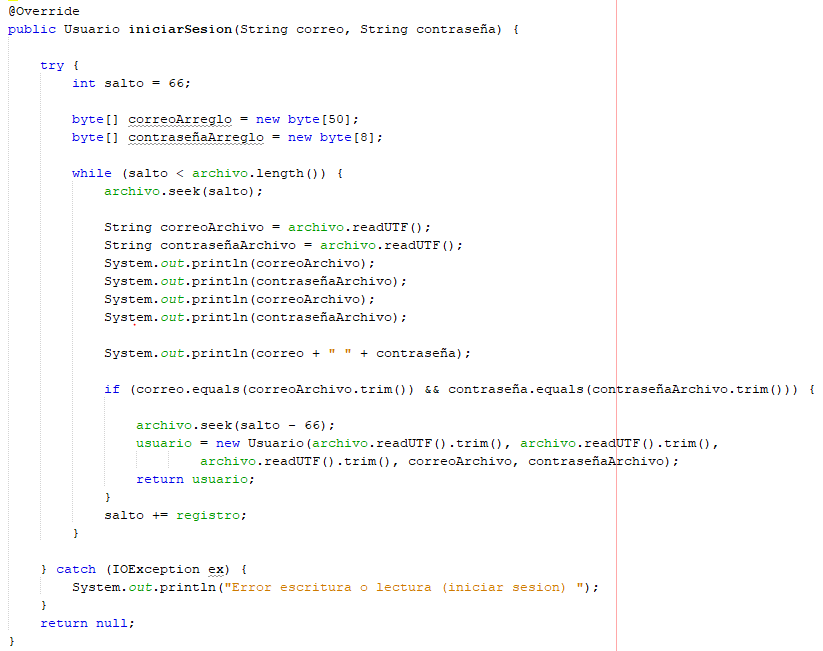 @Override
public Usuario iniciarSesion(String correo, String contraseña) {
try {
int salto = 66;
byte[] correoArreglo = new byte[50];
byte[] contraseñaArreglo = new byte[8];
while (salto < archivo.length()) {
archivo.seek(salto);
String correoArchivo = archivo.readUTF();
String contraseñaArchivo = archivo.readUTF();
System.out.println(correoArchivo);
System.out.println(contraseñaArchivo);
System.out.println(correoArchivo);
System.out.println(contraseñaArchivo);
System.out.println(correo + " " + contraseña);
if (correo.equals(correoArchivo.trim()) && contraseña.equals(contraseñaArchivo.trim())) {
archivo.seek(salto - 66);
usuario = new Usuario(archivo.readUTF().trim(), archivo.readUTF().trim(),
archivo.readUTF().trim(), correoArchivo, contraseñaArchivo);
return usuario;
}
salto += registro;
}
} catch (IOException ex) {
System.out.println("Error escritura o lectura (iniciar sesion) ");
}
return null;
}